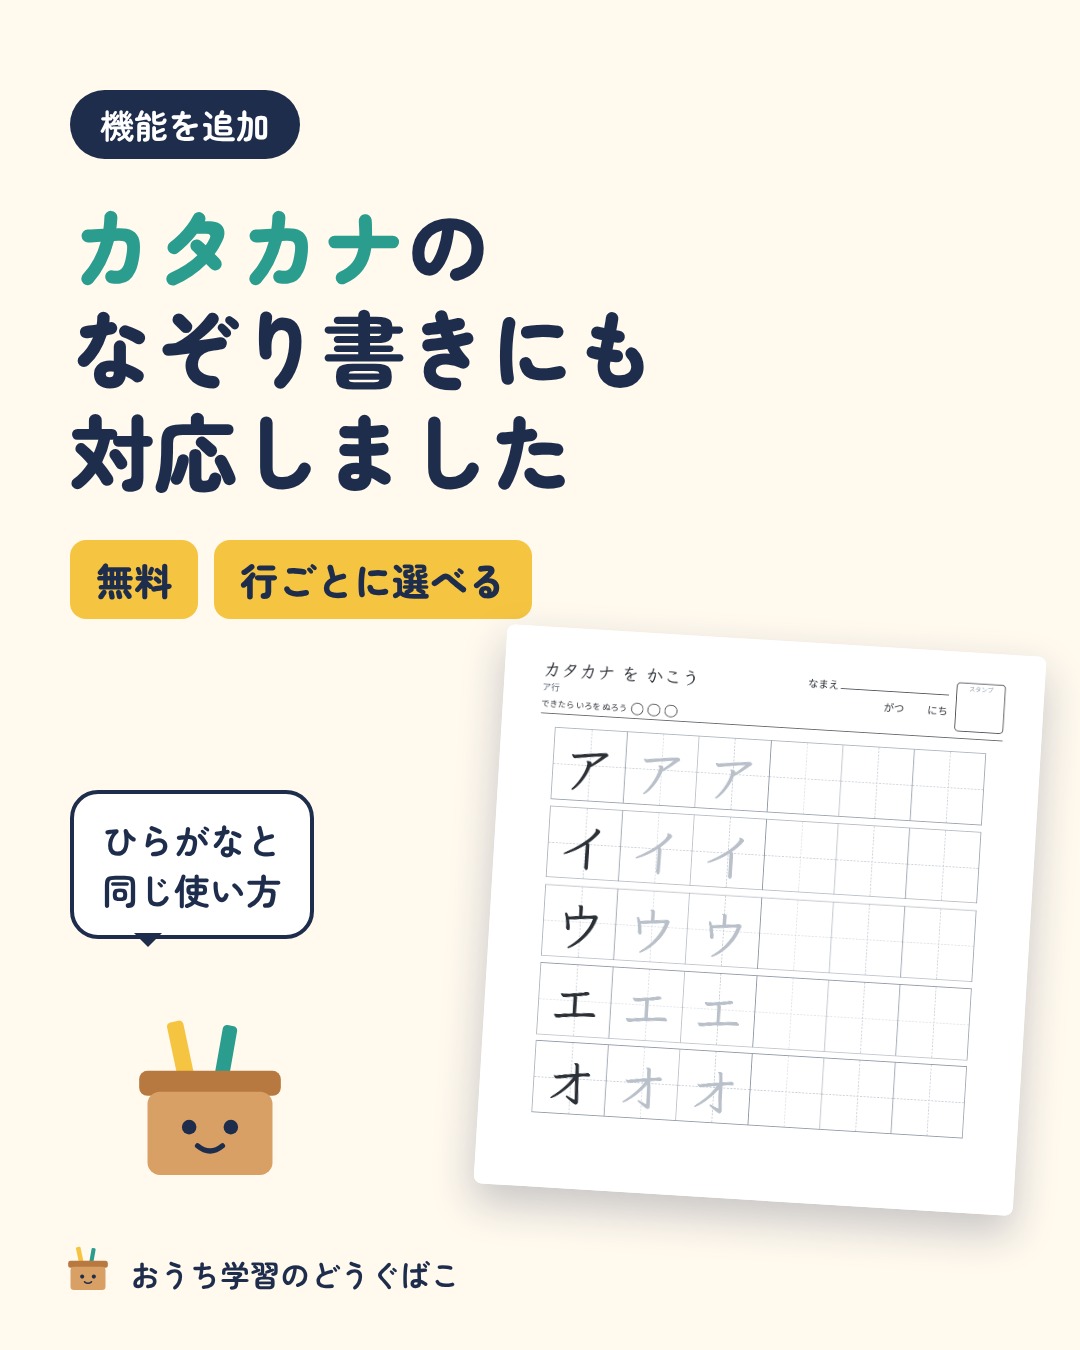 機能を追加
カタカナの
なぞり書きにも
対応しました
無料
行ごとに選べる
カタカナ を かこう
ア行
できたら いろを ぬろう
なまえ
がつ にち
スタンプ
ア ア ア
イ イ イ
ウ ウ ウ
エ エ エ
オ オ オ
ひらがなと
同じ使い方
おうち学習のどうぐばこ